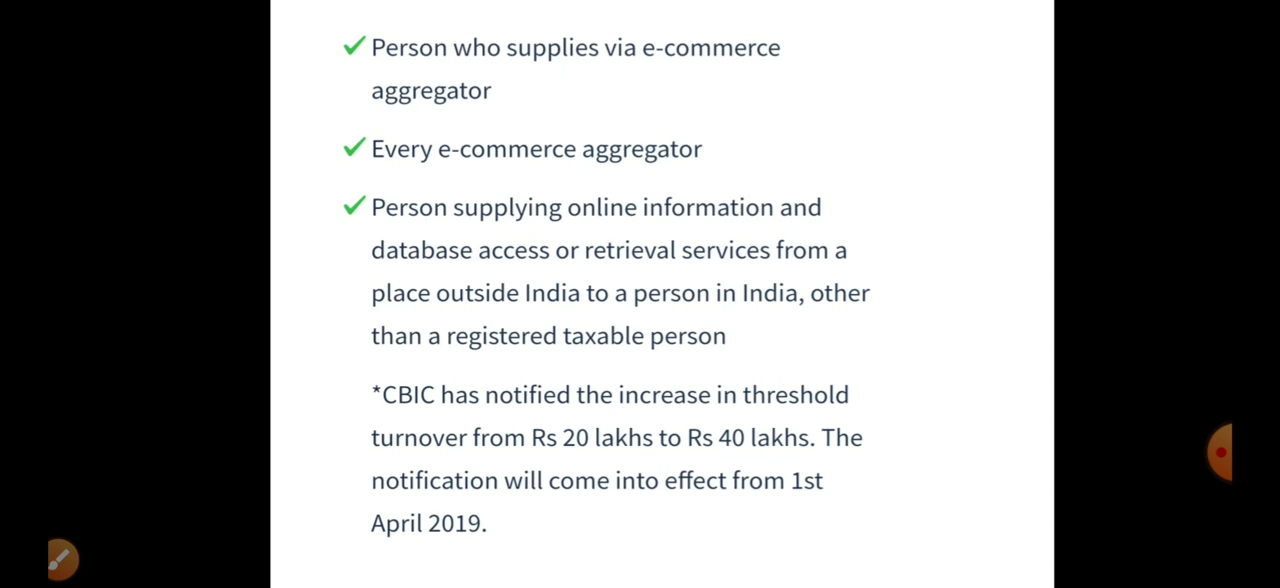 Person who supplies via e-commerce
aggregator
Every e-commerce aggregator
Person supplying online information and
database access or retrieval services from a
place outside India to a person in India, other
than a registered taxable person
*CBIC has notified the increase in threshold
turnover from Rs 20 lakhs to Rs 40 lakhs. The
notification will come into effect from 1st
April 2019.